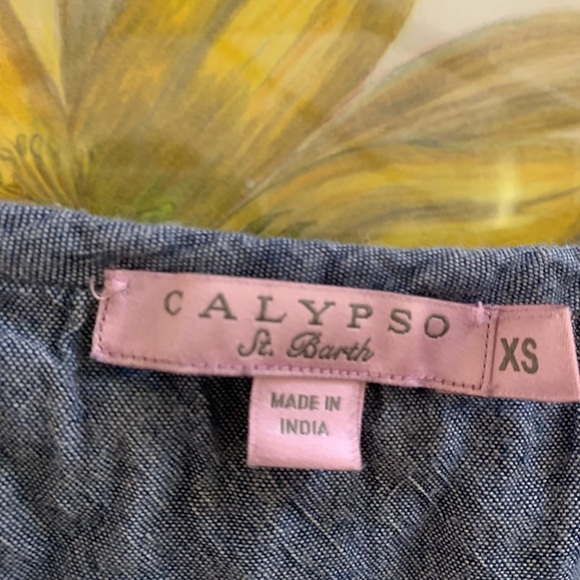 CALYPSO
St. Barth
XS
MADE IN
INDIA